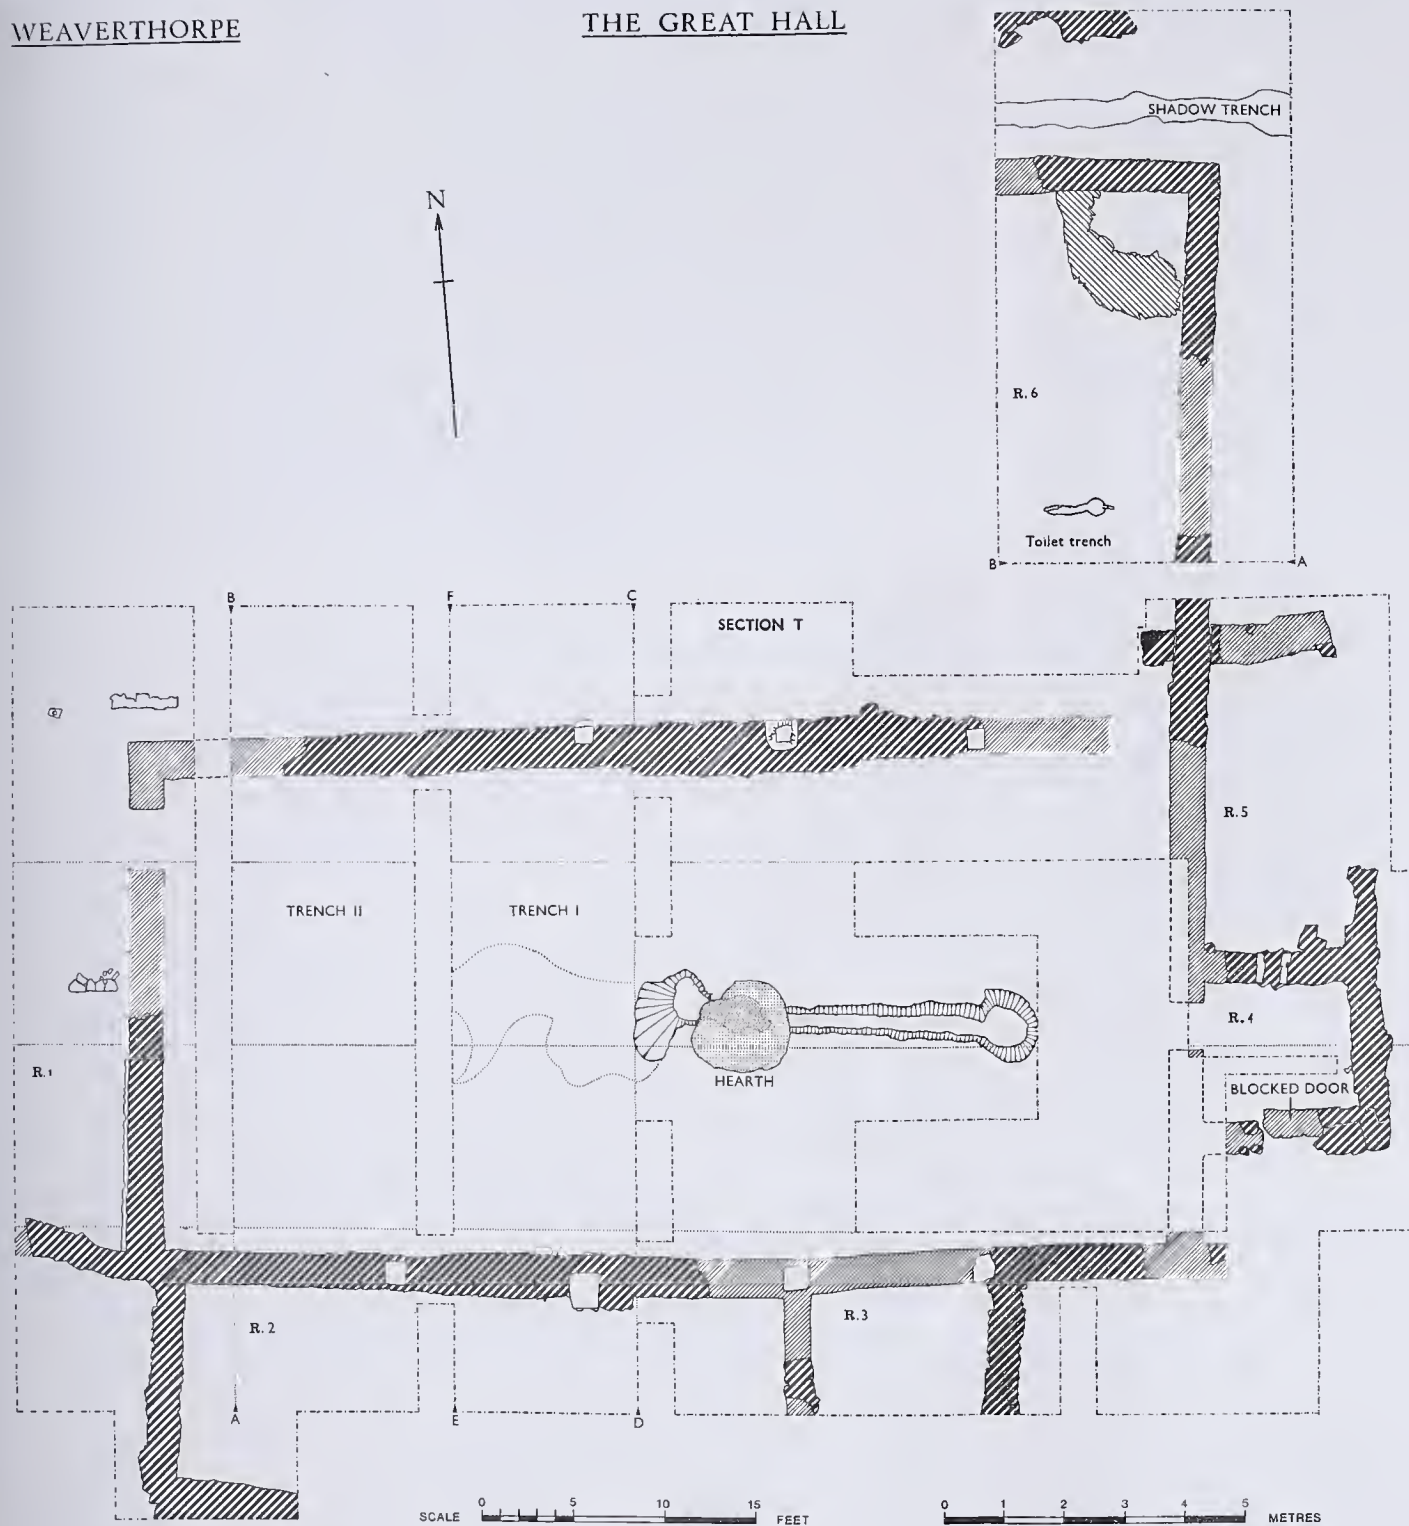 WEAVERTHORPE
THE GREAT HALL
SHADOW TRENCH
N
R.6
Toilet trench
B A
B F C
SECTION T
R.5
TRENCH II TRENCH I
R.4
R.1
HEARTH
BLOCKED DOOR
R.2
R.3
A E D
SCALE 0 5 10 15 FEET
0 1 2 3 4 5 METRES